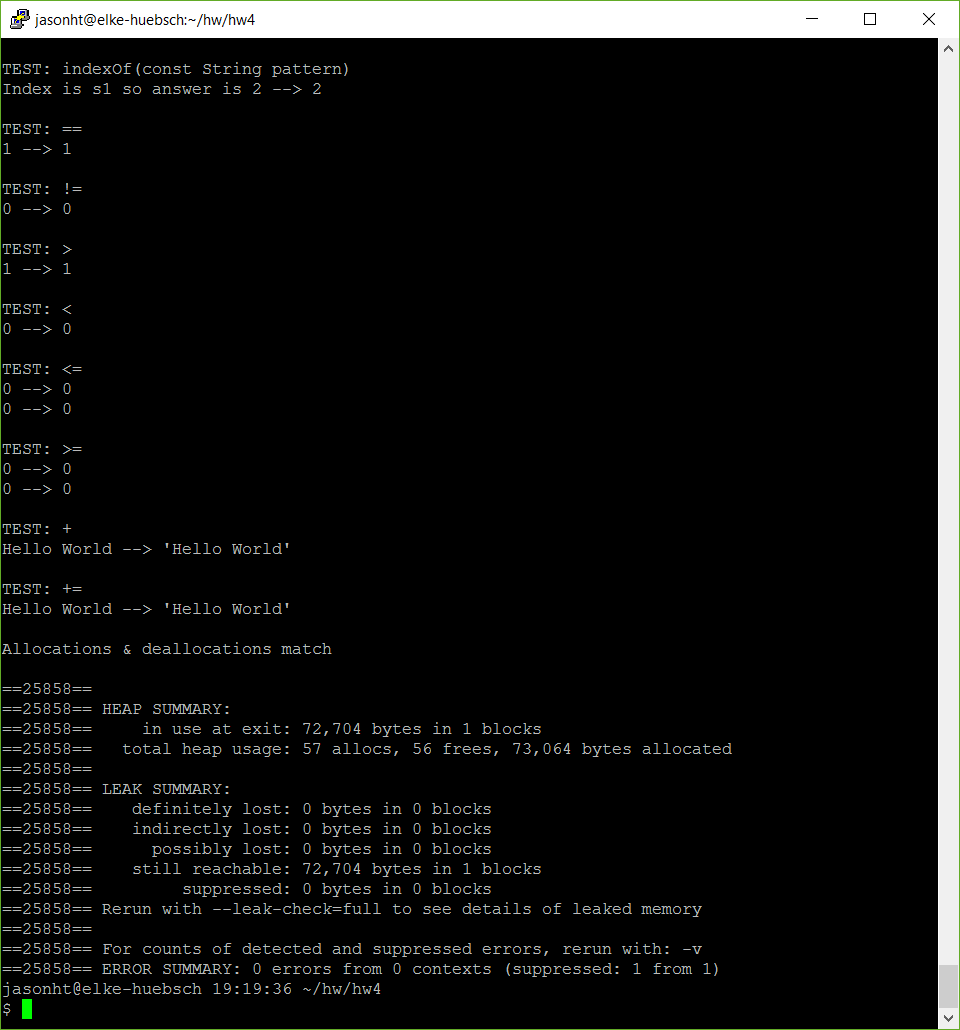 jasonht@elke-huebsch:~/hw/hw4
TEST: indexOf(const String pattern)
Index is s1 so answer is 2 --> 2
TEST: ==
1 --> 1
TEST: !=
0 --> 0
TEST: >
1 --> 1
TEST: <
0 --> 0
TEST: <=
0 --> 0
0 --> 0
TEST: >=
0 --> 0
0 --> 0
TEST: +
Hello World --> 'Hello World'
TEST: +=
Hello World --> 'Hello World'
Allocations & deallocations match
==25858==
==25858== HEAP SUMMARY:
==25858==     in use at exit: 72,704 bytes in 1 blocks
==25858==   total heap usage: 57 allocs, 56 frees, 73,064 bytes allocated
==25858==
==25858== LEAK SUMMARY:
==25858==    definitely lost: 0 bytes in 0 blocks
==25858==    indirectly lost: 0 bytes in 0 blocks
==25858==      possibly lost: 0 bytes in 0 blocks
==25858==    still reachable: 72,704 bytes in 1 blocks
==25858==         suppressed: 0 bytes in 0 blocks
==25858== Rerun with --leak-check=full to see details of leaked memory
==25858==
==25858== For counts of detected and suppressed errors, rerun with: -v
==25858== ERROR SUMMARY: 0 errors from 0 contexts (suppressed: 1 from 1)
jasonht@elke-huebsch 19:19:36 ~/hw/hw4
$